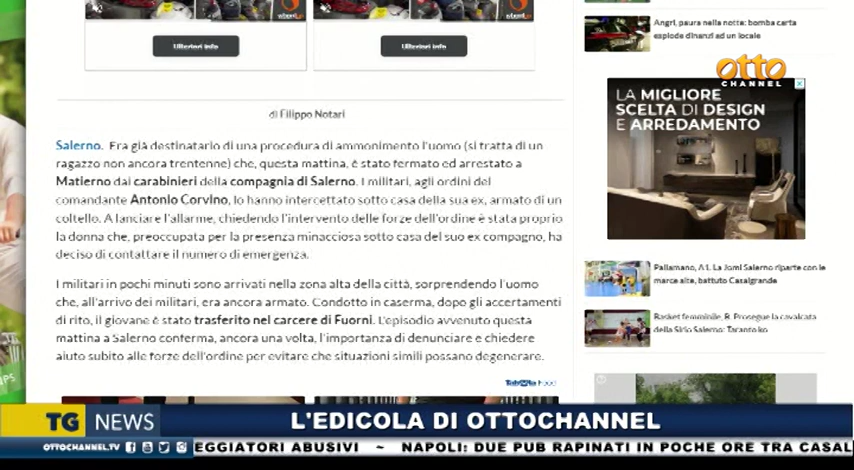 Ulteriori info
Ulteriori info
di Filippo Notari
Salerno. Era già destinatario di una procedura di ammonimento l'uomo (si tratta di un
ragazzo non ancora trentenne) che, questa mattina, è stato fermato ed arrestato a
Matierno dai carabinieri della compagnia di Salerno. I militari, agli ordini del
comandante Antonio Corvino, lo hanno intercettato sotto casa della sua ex, armato di un
coltello. A lanciare l'allarme, chiedendo l'intervento delle forze dell'ordine è stata proprio
la donna che, preoccupata per la presenza minacciosa sotto casa del suo ex compagno, ha
deciso di contattare il numero di emergenza.
I militari in pochi minuti sono arrivati nella zona alta della città, sorprendendo l'uomo
che, all'arrivo dei militari, era ancora armato. Condotto in caserma, dopo gli accertamenti
di rito, il giovane è stato trasferito nel carcere di Fuorni. L'episodio avvenuto questa
mattina a Salerno conferma, ancora una volta, l'importanza di denunciare e chiedere
aiuto subito alle forze dell'ordine per evitare che situazioni simili possano degenerare.
Taboola Feed
Angri, paura nella notte: bomba carta
esplode dinanzi ad un locale
otto
CHANNEL
LA MIGLIORE
SCELTA DI DESIGN
E ARREDAMENTO
Pallamano, A1. La Jomi Salerno riparte con le
marce alte, battuto Casalgrande
Basket femminile, B. Prosegue la cavalcata
della Sirio Salerno: Taranto ko
TG NEWS
L'EDICOLA DI OTTOCHANNEL
OTTOCHANNEL.TV
EGGIATORI ABUSIVI ~ NAPOLI: DUE PUB RAPINATI IN POCHE ORE TRA CASAL